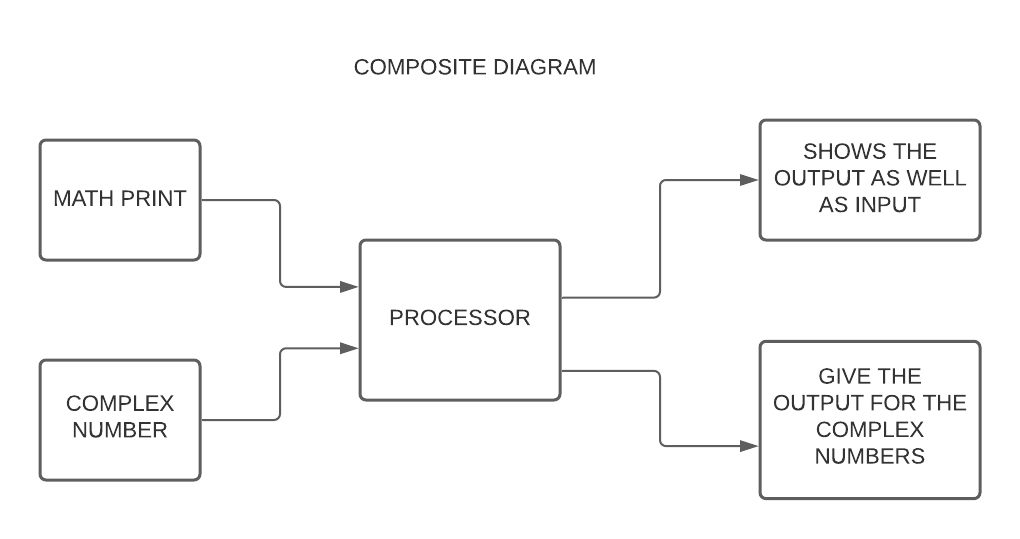 COMPOSITE DIAGRAM
MATH PRINT
COMPLEX
NUMBER
PROCESSOR
SHOWS THE
OUTPUT AS WELL
AS INPUT
GIVE THE
OUTPUT FOR THE
COMPLEX
NUMBERS